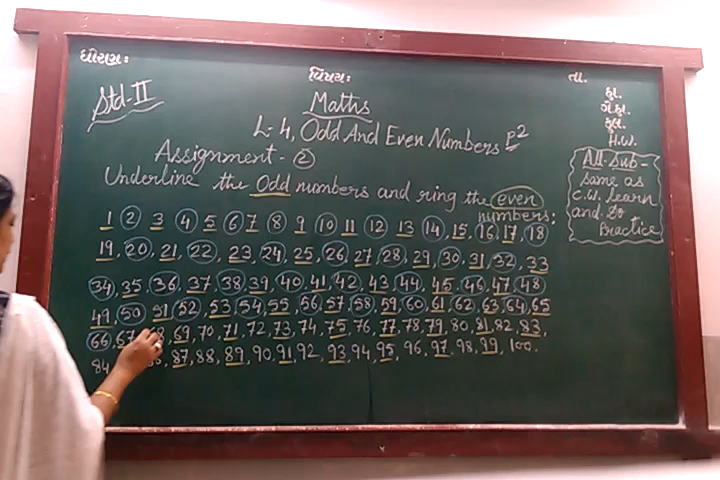 ધોરણ:
વિષય:
તા.
Std-II
Maths
L-4, Odd And Even Numbers P2
Assignment - 2
Underline the Odd numbers and ring the even
numbers:
1, 2, 3, 4, 5, 6, 7, 8, 9, 10, 11, 12, 13, 14, 15, 16, 17, 18
19, 20, 21, 22, 23, 24, 25, 26, 27, 28, 29, 30, 31, 32, 33
34, 35, 36, 37, 38, 39, 40, 41, 42, 43, 44, 45, 46, 47, 48
49, 50, 51, 52, 53, 54, 55, 56, 57, 58, 59, 60, 61, 62, 63, 64, 65
66, 67, 69, 70, 71, 72, 73, 74, 75, 76, 77, 78, 79, 80, 81, 82, 83,
84, 87, 88, 89, 90, 91, 92, 93, 94, 95, 96, 97, 98, 99, 100.
H.W.
All-Sub-
Same as
C.W. Learn
and Do
Practice